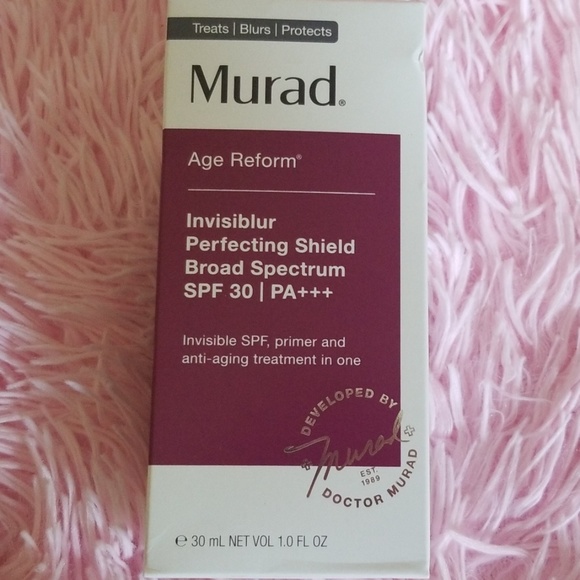 Treats | Blurs | Protects
Murad®
Age Reform®
Invisiblur
Perfecting Shield
Broad Spectrum
SPF 30 | PA+++
Invisible SPF, primer and
anti-aging treatment in one
DEVELOPED BY
Murad
EST.
1989
DOCTOR MURAD
℮ 30 mL NET VOL 1.0 FL OZ